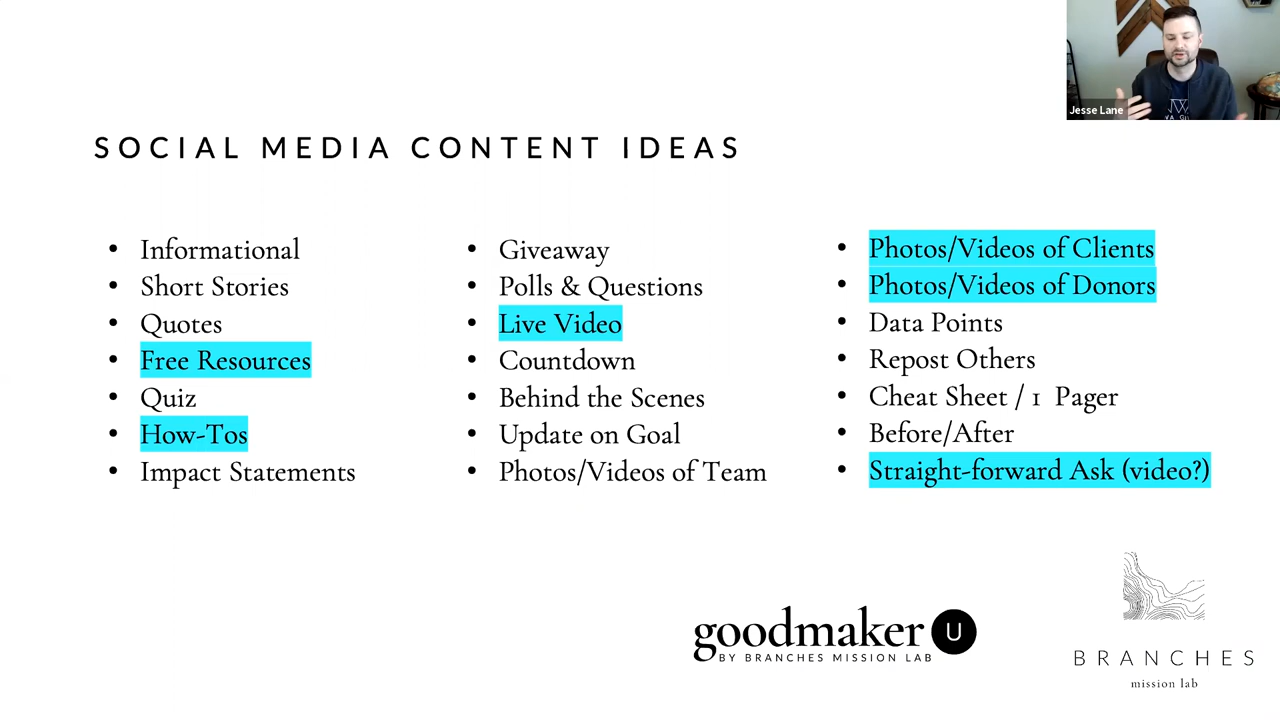 Jesse Lane
SOCIAL MEDIA CONTENT IDEAS
• Informational
• Short Stories
• Quotes
• Free Resources
• Quiz
• How-Tos
• Impact Statements
• Giveaway
• Polls & Questions
• Live Video
• Countdown
• Behind the Scenes
• Update on Goal
• Photos/Videos of Team
• Photos/Videos of Clients
• Photos/Videos of Donors
• Data Points
• Repost Others
• Cheat Sheet / 1 Pager
• Before/After
• Straight-forward Ask (video?)
goodmaker U
BY BRANCHES MISSION LAB
BRANCHES
mission lab